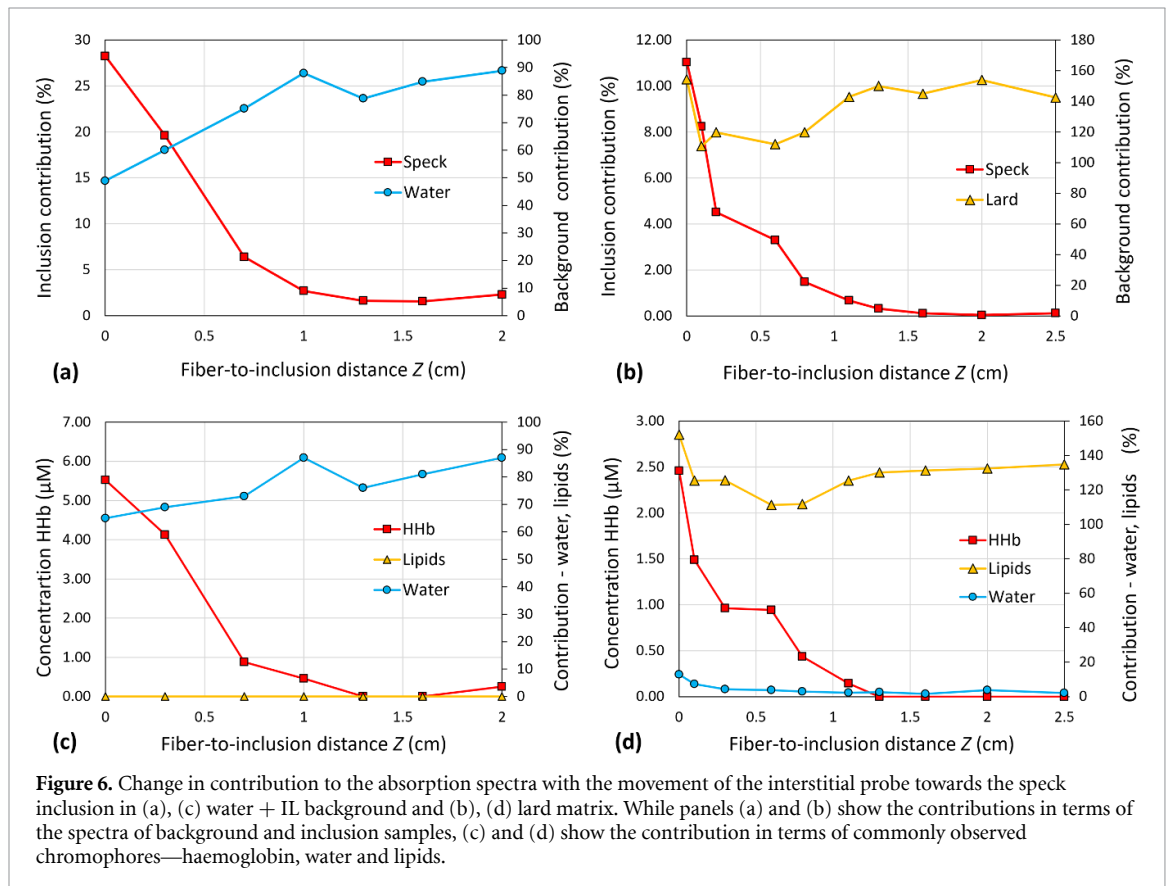 30
25
20
15
10
5
0
Inclusion contribution (%)
100
90
80
70
60
50
40
30
20
10
0
Background contribution (%)
Speck
Water
0 0.5 1 1.5 2
(a) Fiber-to-inclusion distance Z (cm)
12.00
10.00
8.00
6.00
4.00
2.00
0.00
Inclusion contribution (%)
180
160
140
120
100
80
60
40
20
0
Background contribution (%)
Speck
Lard
0 0.5 1 1.5 2 2.5
(b) Fiber-to-inclusion distance Z (cm)
7.00
6.00
5.00
4.00
3.00
2.00
1.00
0.00
Concentrartion HHb (µM)
100
90
80
70
60
50
40
30
20
10
0
Contribution - water, lipids (%)
HHb
Lipids
Water
0 0.5 1 1.5 2
(c) Fiber-to-inclusion distance Z (cm)
3.00
2.50
2.00
1.50
1.00
0.50
0.00
Concentration HHb (µM)
160
140
120
100
80
60
40
20
0
Contribution - water, lipids (%)
HHb
Lipids
Water
0 0.5 1 1.5 2 2.5
(d) Fiber-to-inclusion distance Z (cm)
Figure 6. Change in contribution to the absorption spectra with the movement of the interstitial probe towards the speck
inclusion in (a), (c) water + IL background and (b), (d) lard matrix. While panels (a) and (b) show the contributions in terms of
the spectra of background and inclusion samples, (c) and (d) show the contribution in terms of commonly observed
chromophores—haemoglobin, water and lipids.